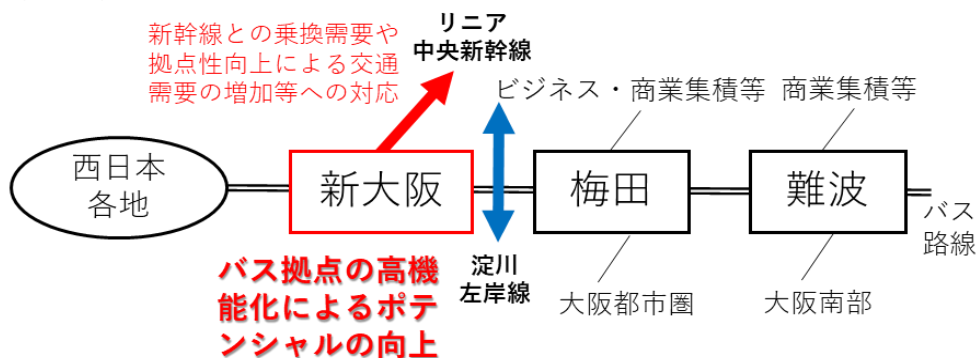 新幹線との乗換需要や
拠点性向上による交通
需要の増加等への対応
リニア
中央新幹線
ビジネス・商業集積等
商業集積等
西日本
各地
新大阪
梅田
難波
バス
路線
バス拠点の高機
能化によるポテ
ンシャルの向上
淀川
左岸線
大阪都市圏
大阪南部